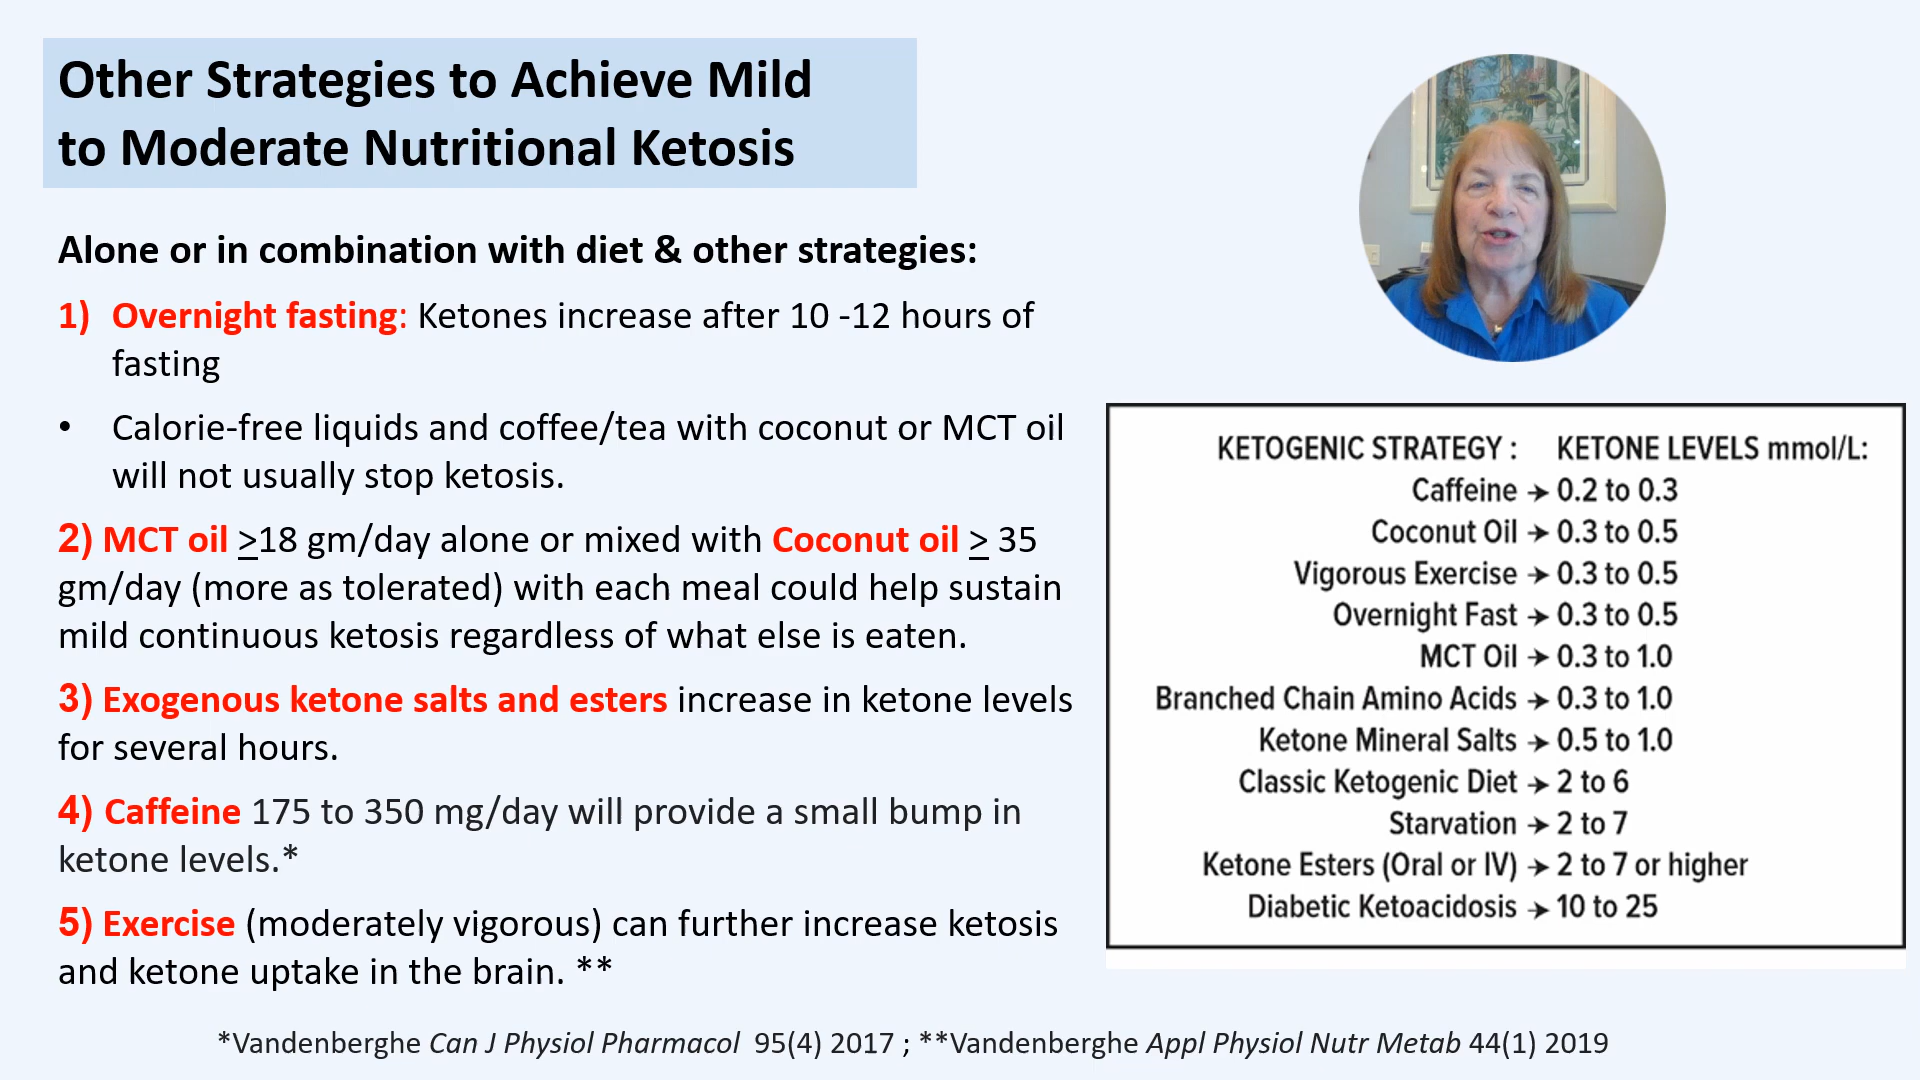 Other Strategies to Achieve Mild
to Moderate Nutritional Ketosis
Alone or in combination with diet & other strategies:
1) Overnight fasting: Ketones increase after 10 -12 hours of
fasting
• Calorie-free liquids and coffee/tea with coconut or MCT oil
will not usually stop ketosis.
2) MCT oil >18 gm/day alone or mixed with Coconut oil > 35
gm/day (more as tolerated) with each meal could help sustain
mild continuous ketosis regardless of what else is eaten.
3) Exogenous ketone salts and esters increase in ketone levels
for several hours.
4) Caffeine 175 to 350 mg/day will provide a small bump in
ketone levels.*
5) Exercise (moderately vigorous) can further increase ketosis
and ketone uptake in the brain. **
KETOGENIC STRATEGY : KETONE LEVELS mmol/L:
Caffeine → 0.2 to 0.3
Coconut Oil → 0.3 to 0.5
Vigorous Exercise → 0.3 to 0.5
Overnight Fast → 0.3 to 0.5
MCT Oil → 0.3 to 1.0
Branched Chain Amino Acids → 0.3 to 1.0
Ketone Mineral Salts → 0.5 to 1.0
Classic Ketogenic Diet → 2 to 6
Starvation → 2 to 7
Ketone Esters (Oral or IV) → 2 to 7 or higher
Diabetic Ketoacidosis → 10 to 25
*Vandenberghe Can J Physiol Pharmacol 95(4) 2017 ; **Vandenberghe Appl Physiol Nutr Metab 44(1) 2019